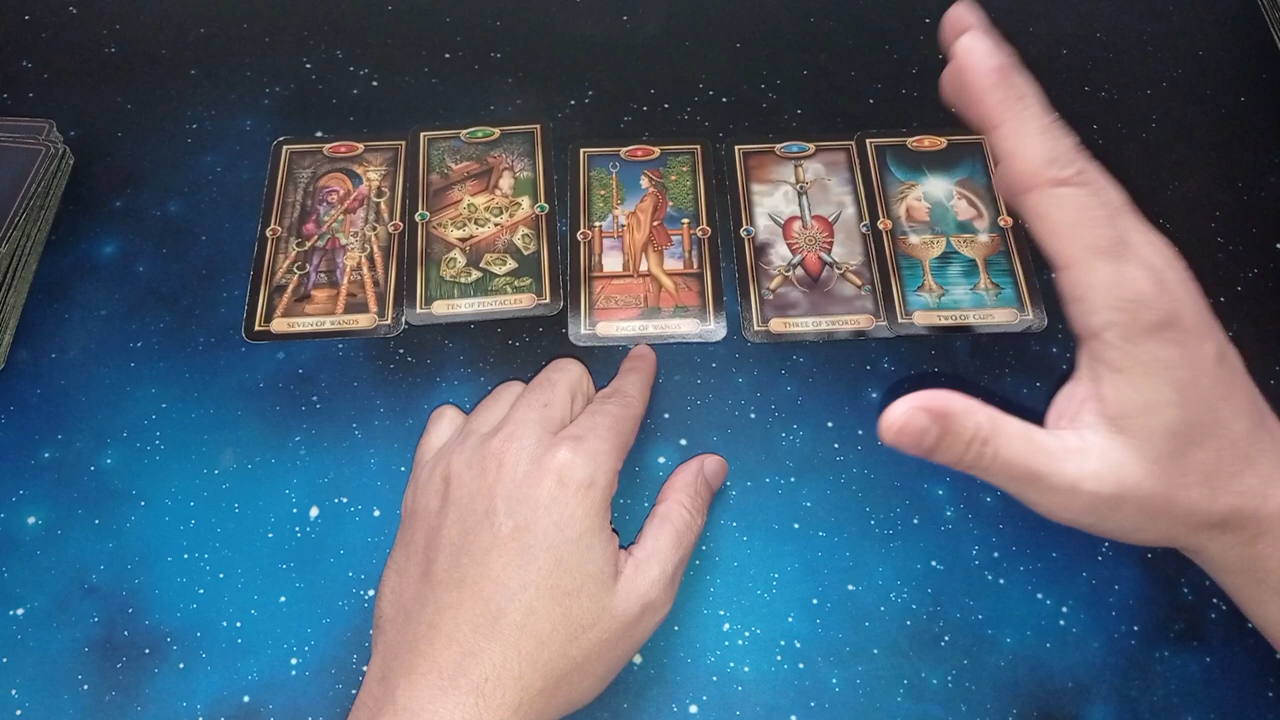 SEVEN OF WANDS
TEN OF PENTACLES
PAGE OF WANDS
THREE OF SWORDS
TWO OF CUPS